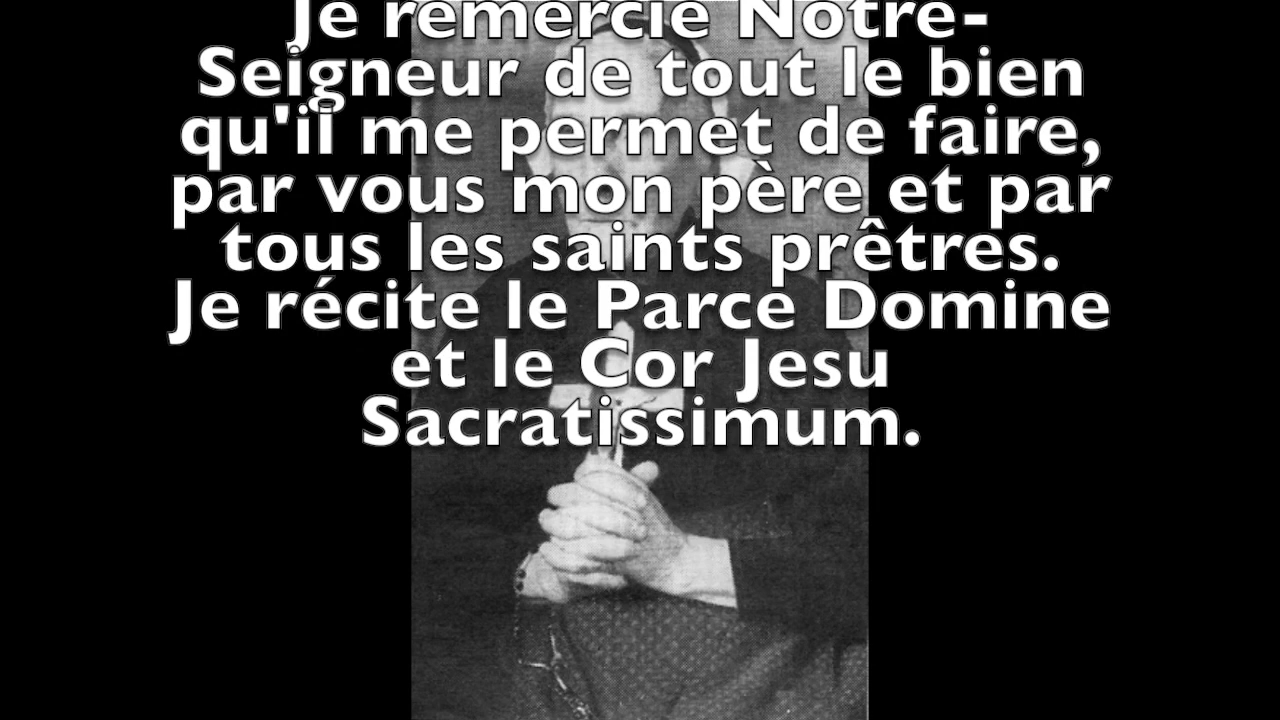 Je remercie Notre-
Seigneur de tout le bien
qu'il me permet de faire,
par vous mon père et par
tous les saints prêtres.
Je récite le Parce Domine
et le Cor Jesu
Sacratissimum.